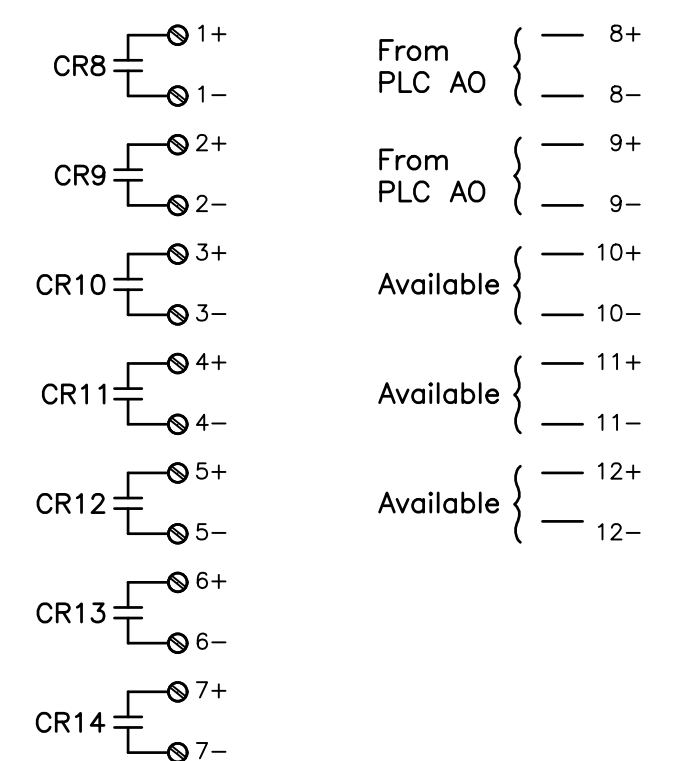 1+
CR8
1−
2+
CR9
2−
3+
CR10
3−
4+
CR11
4−
5+
CR12
5−
6+
CR13
6−
7+
CR14
7−
8+
From
PLC AO
8−
9+
From
PLC AO
9−
10+
Available
10−
11+
Available
11−
12+
Available
12−